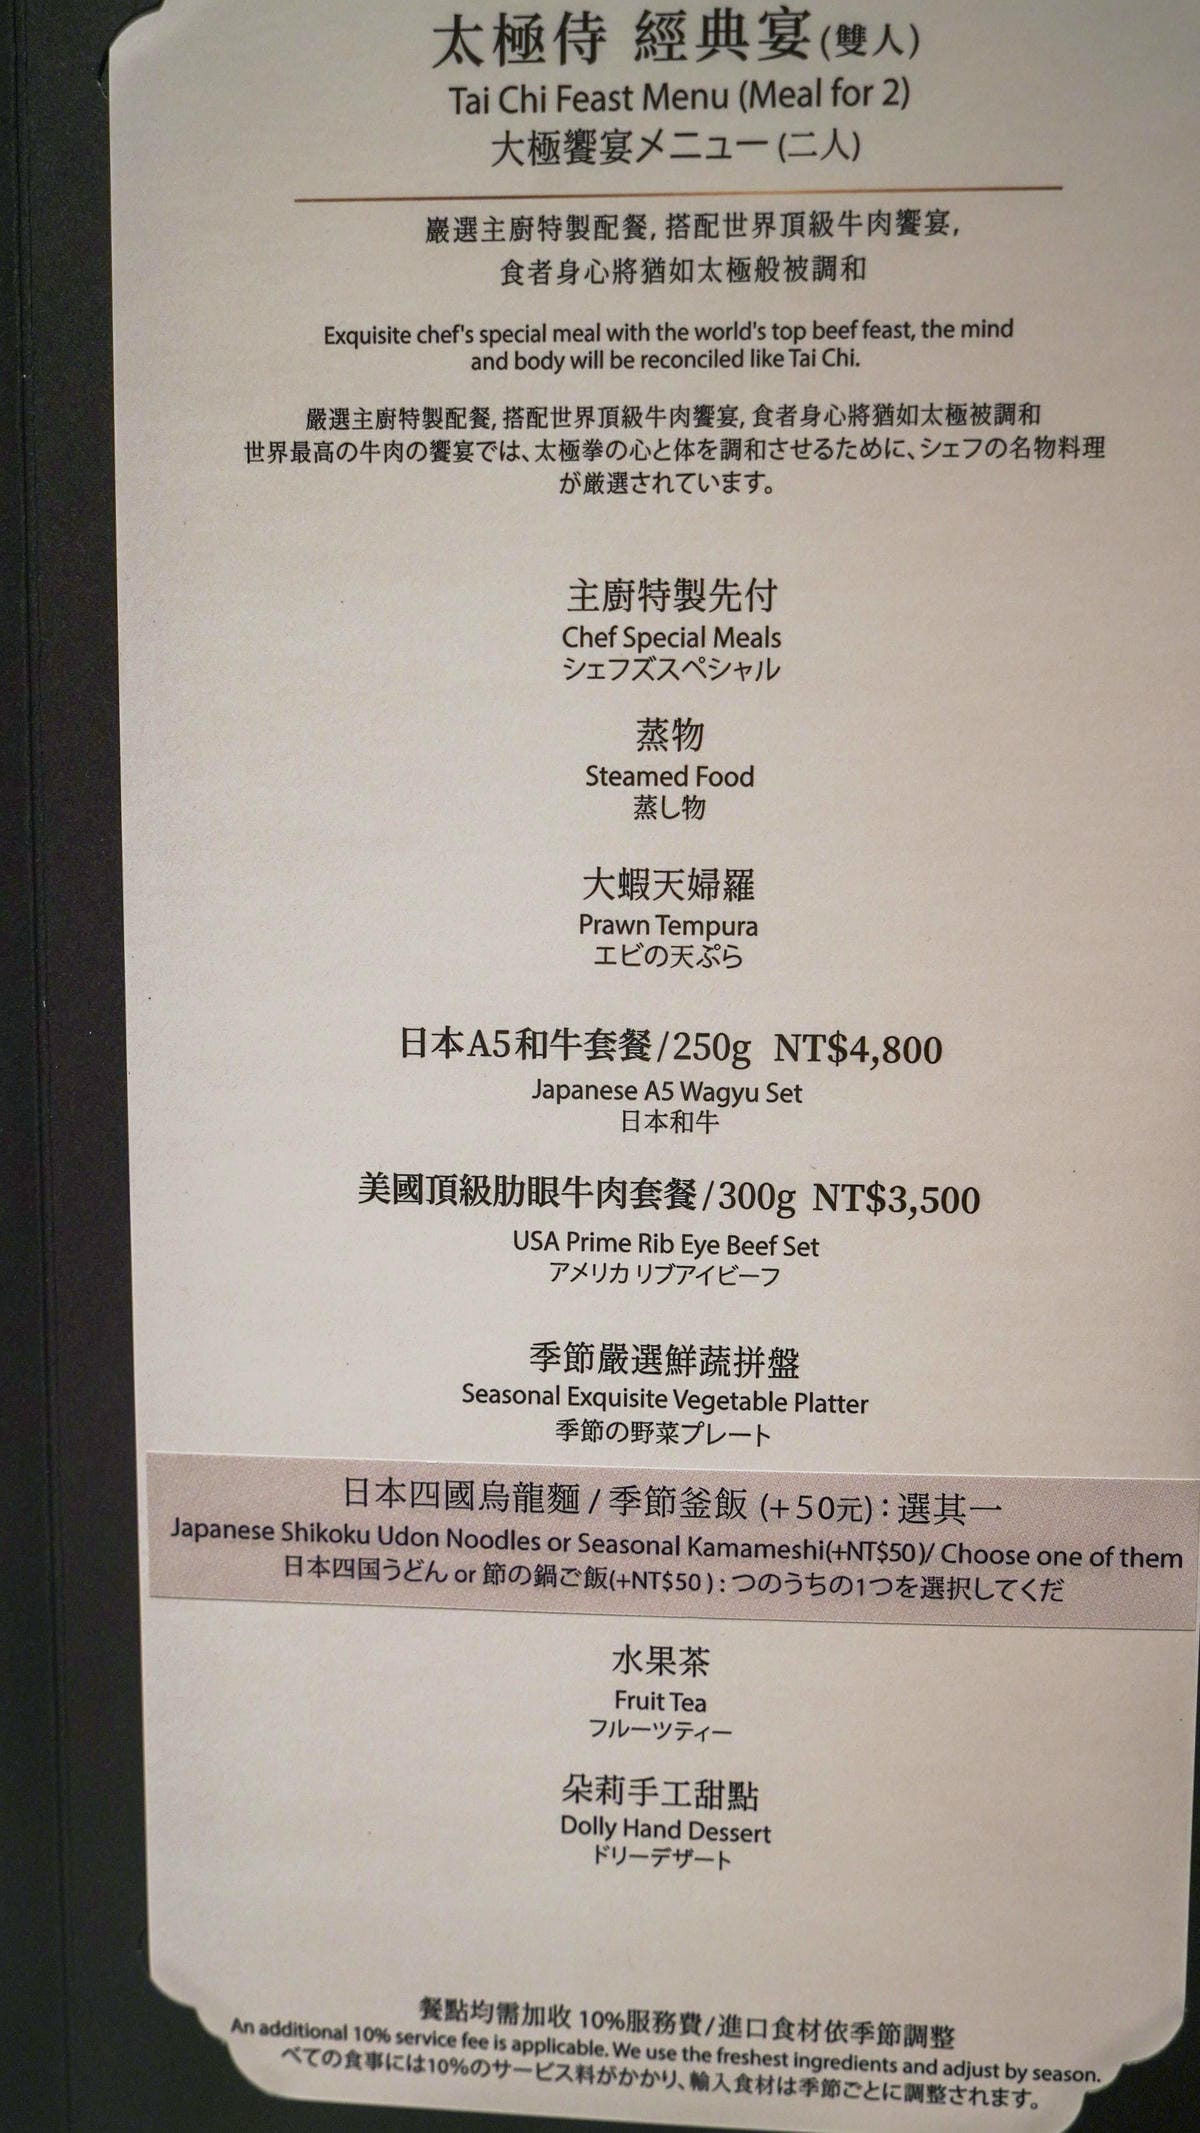 太極侍 經典宴(雙人)
Tai Chi Feast Menu (Meal for 2)
大極饗宴メニュー(二人)
嚴選主廚特製配餐, 搭配世界頂級牛肉饗宴,
食者身心將猶如太極般被調和
Exquisite chef's special meal with the world's top beef feast, the mind
and body will be reconciled like Tai Chi.
嚴選主廚特製配餐, 搭配世界頂級牛肉饗宴, 食者身心將猶如太極被調和
世界最高の牛肉の饗宴では、太極拳の心と体を調和させるために、シェフの名物料理
が厳選されています。
主廚特製先付
Chef Special Meals
シェフズスペシャル
蒸物
Steamed Food
蒸し物
大蝦天婦羅
Prawn Tempura
エビの天ぷら
日本A5和牛套餐/250g NT$4,800
Japanese A5 Wagyu Set
日本和牛
美國頂級肋眼牛肉套餐/300g NT$3,500
USA Prime Rib Eye Beef Set
アメリカ リブアイビーフ
季節嚴選鮮蔬拼盤
Seasonal Exquisite Vegetable Platter
季節の野菜プレート
日本四國烏龍麵 / 季節釜飯 (+50元) : 選其一
Japanese Shikoku Udon Noodles or Seasonal Kamameshi(+NT$50)/ Choose one of them
日本四国うどん or 節の鍋ご飯(+NT$50 ) : つのうちの1つを選択してくだ
水果茶
Fruit Tea
フルーツティー
朵莉手工甜點
Dolly Hand Dessert
ドリーデザート
餐點均需加收 10%服務費/進口食材依季節調整
An additional 10% service fee is applicable. We use the freshest ingredients and adjust by season.
べての食事には10%のサービス料がかかり、輸入食材は季節ごとに調整されます。